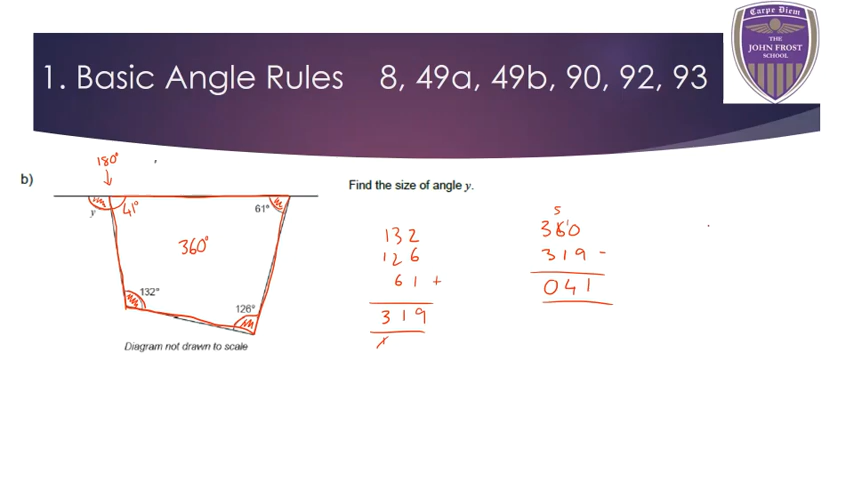 Carpe Diem
THE
JOHN FROST
SCHOOL
1. Basic Angle Rules 8, 49a, 49b, 90, 92, 93
b)
180°
y
41°
61°
360°
132°
126°
Diagram not drawn to scale
Find the size of angle y.
132
126
61 +
319
1
5
360
319 -
041